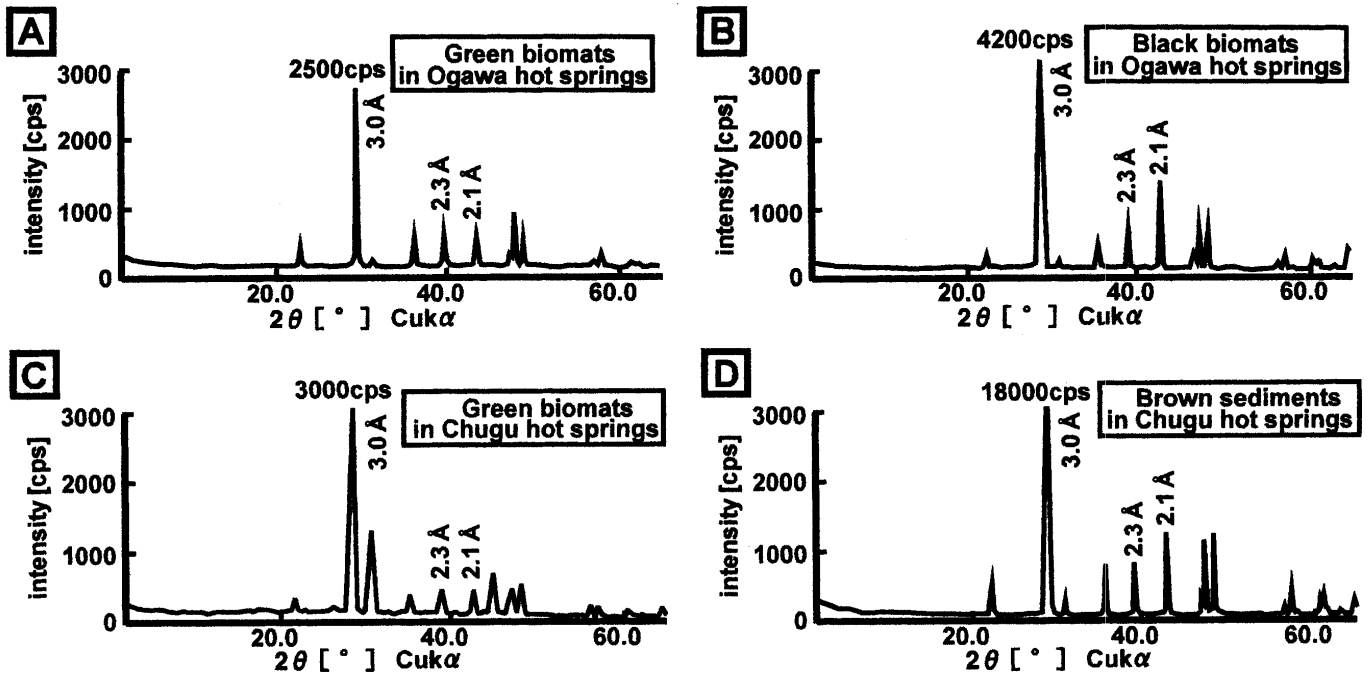 A
Green biomats
in Ogawa hot springs
2500cps
3.0 Å
2.3 Å
2.1 Å
intensity [cps]
3000
2000
1000
0
20.0
40.0
60.0
2θ [ ° ] Cukα
B
Black biomats
in Ogawa hot springs
4200cps
3.0 Å
2.3 Å
2.1 Å
intensity [cps]
3000
2000
1000
0
20.0
40.0
60.0
2θ [ ° ] Cukα
C
Green biomats
in Chugu hot springs
3000cps
3.0 Å
2.3 Å
2.1 Å
intensity [cps]
3000
2000
1000
0
20.0
40.0
60.0
2θ [ ° ] Cukα
D
Brown sediments
in Chugu hot springs
18000cps
3.0 Å
2.3 Å
2.1 Å
intensity [cps]
3000
2000
1000
0
20.0
40.0
60.0
2θ [ ° ] Cukα